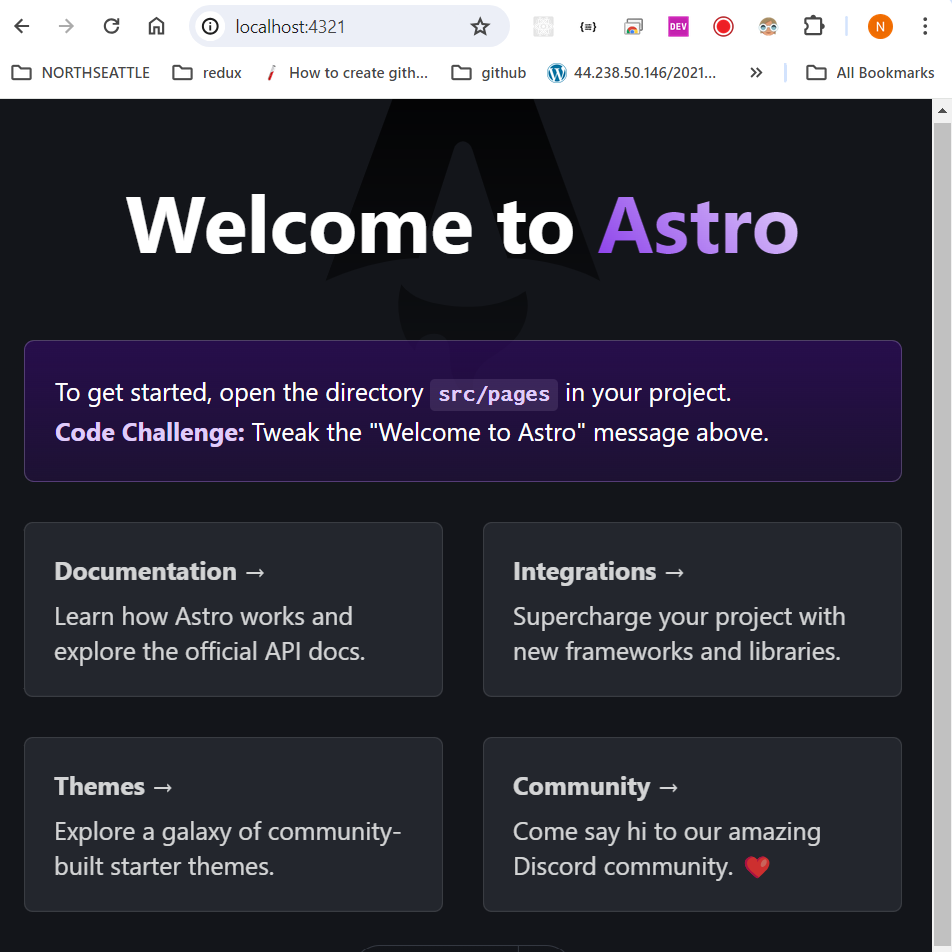 localhost:4321
{≡}
DEV
N
NORTHSEATTLE
redux
How to create gith...
github
44.238.50.146/2021...
»
All Bookmarks
Welcome to Astro
To get started, open the directory src/pages in your project.
Code Challenge: Tweak the "Welcome to Astro" message above.
Documentation →
Learn how Astro works and
explore the official API docs.
Integrations →
Supercharge your project with
new frameworks and libraries.
Themes →
Explore a galaxy of community-
built starter themes.
Community →
Come say hi to our amazing
Discord community. ❤️